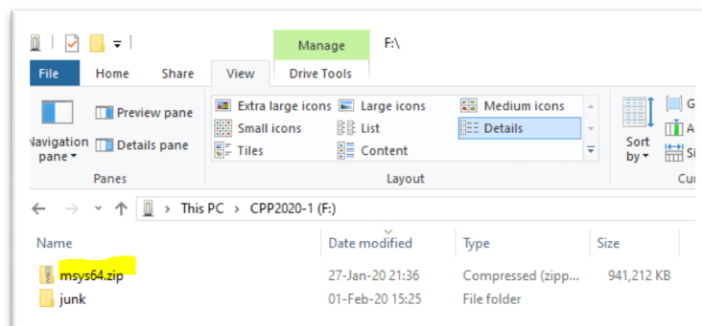 Manage F:\
File Home Share View Drive Tools
Preview pane Extra large icons Large icons Medium icons
Navigation pane Details pane Small icons List Details Sort by
Tiles Content
Panes Layout
This PC > CPP2020-1 (F:)
Name Date modified Type Size
msys64.zip 27-Jan-20 21:36 Compressed (zipp... 941,212 KB
junk 01-Feb-20 15:25 File folder